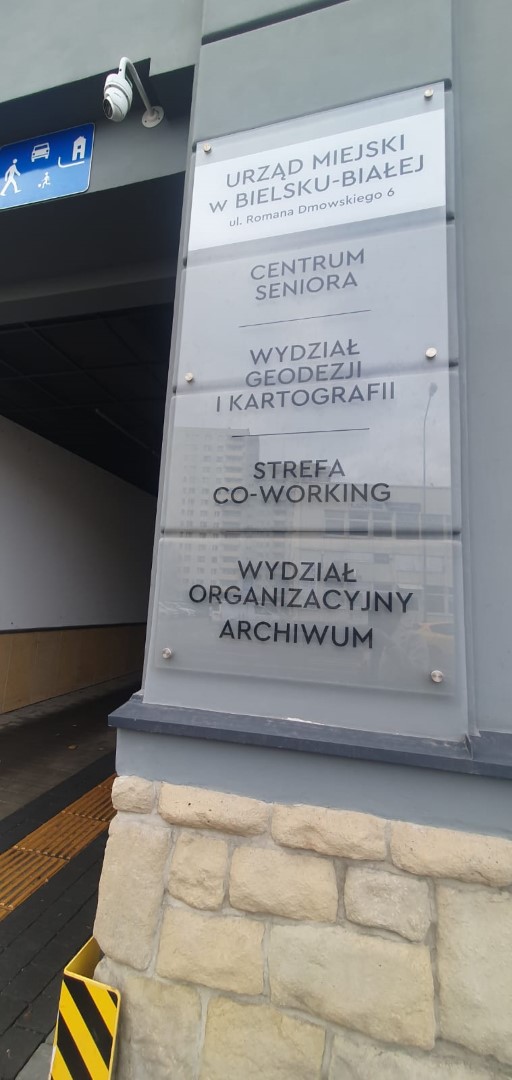 URZĄD MIEJSKI
w BIELSKU-BIAŁEJ
ul. Romana Dmowskiego 6
CENTRUM
SENIORA
WYDZIAŁ
GEODEZJI
I KARTOGRAFII
STREFA
CO-WORKING
WYDZIAŁ
ORGANIZACYJNY
ARCHIWUM